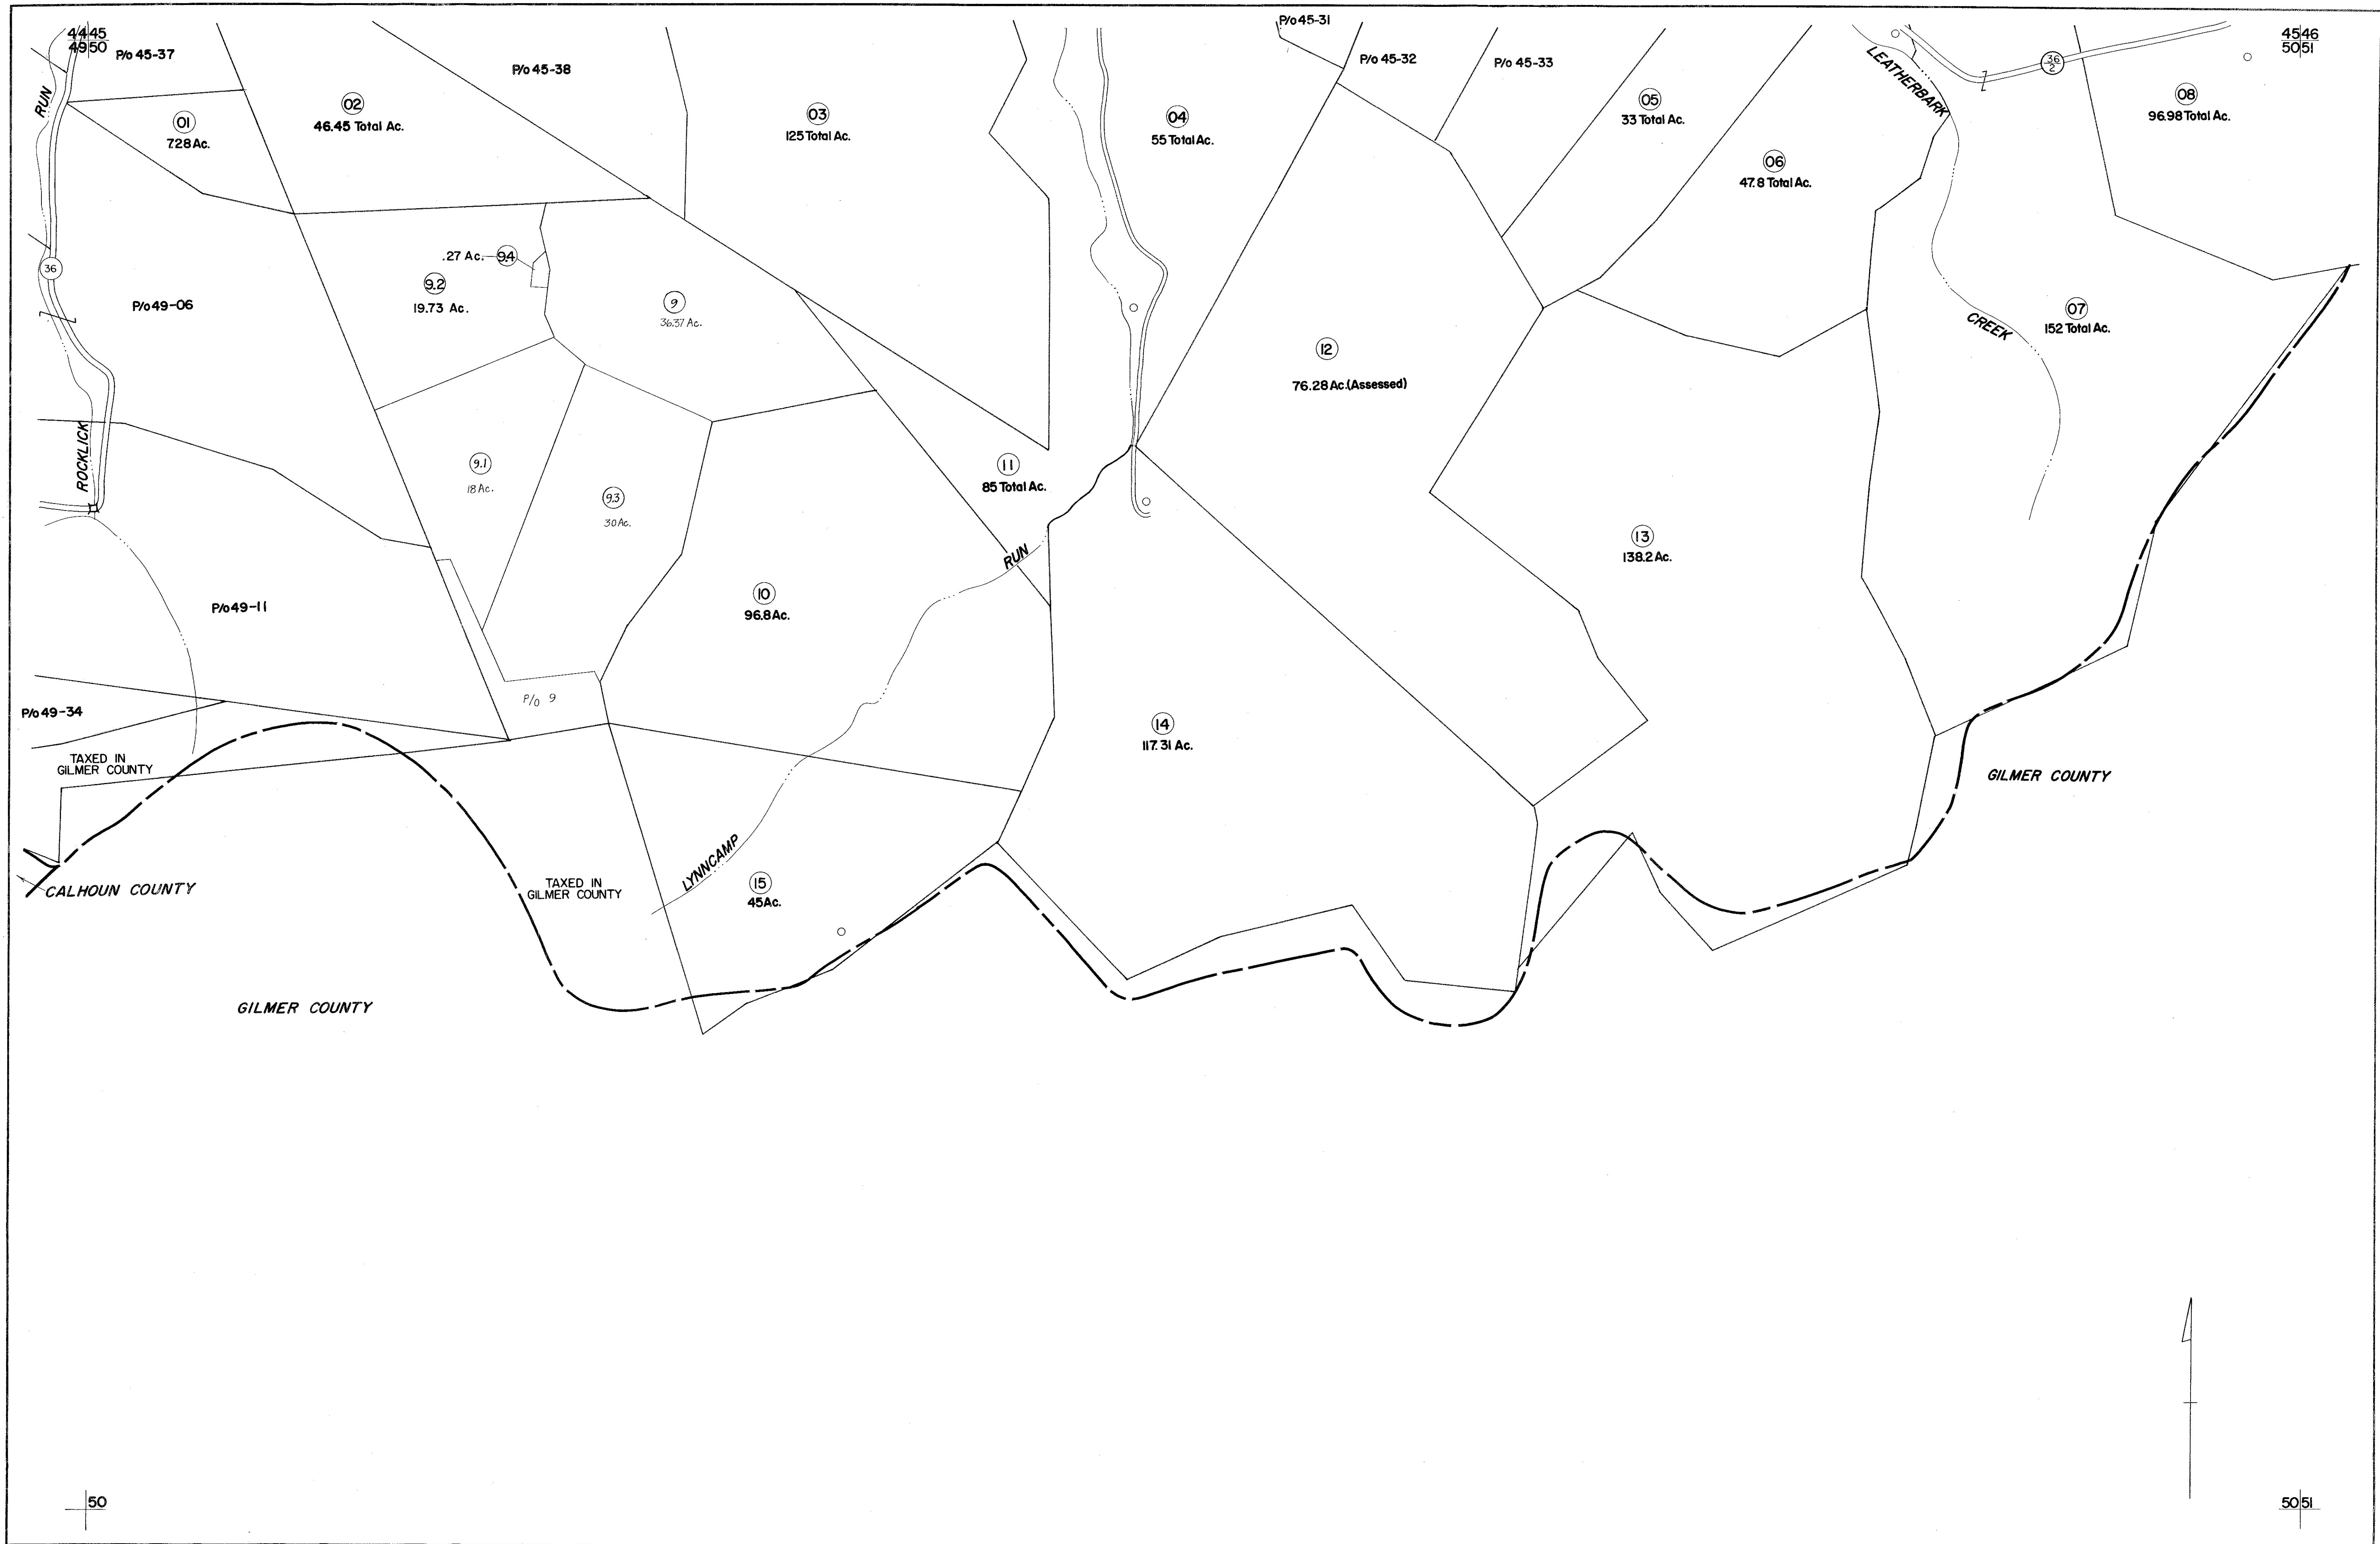 44|45
49|50
P/o 45-37
P/o 45-38
P/o 45-31
P/o 45-32
P/o 45-33
45|46
50|51
36
2
RUN
01
7.28 Ac.
02
46.45 Total Ac.
03
125 Total Ac.
04
55 Total Ac.
05
33 Total Ac.
LEATHERBARK
08
96.98 Total Ac.
06
47.8 Total Ac.
36
P/o 49-06
.27 Ac.
9.4
9.2
19.73 Ac.
9
36.37 Ac.
12
76.28 Ac.(Assessed)
CREEK
07
152 Total Ac.
ROCKLICK
9.1
18 Ac.
9.3
30 Ac.
11
85 Total Ac.
13
138.2 Ac.
RUN
P/o 49-11
10
96.8 Ac.
P/o 9
P/o 49-34
14
117.31 Ac.
TAXED IN
GILMER COUNTY
GILMER COUNTY
CALHOUN COUNTY
TAXED IN
GILMER COUNTY
LYNNCAMP
15
45 Ac.
GILMER COUNTY
50
50|51